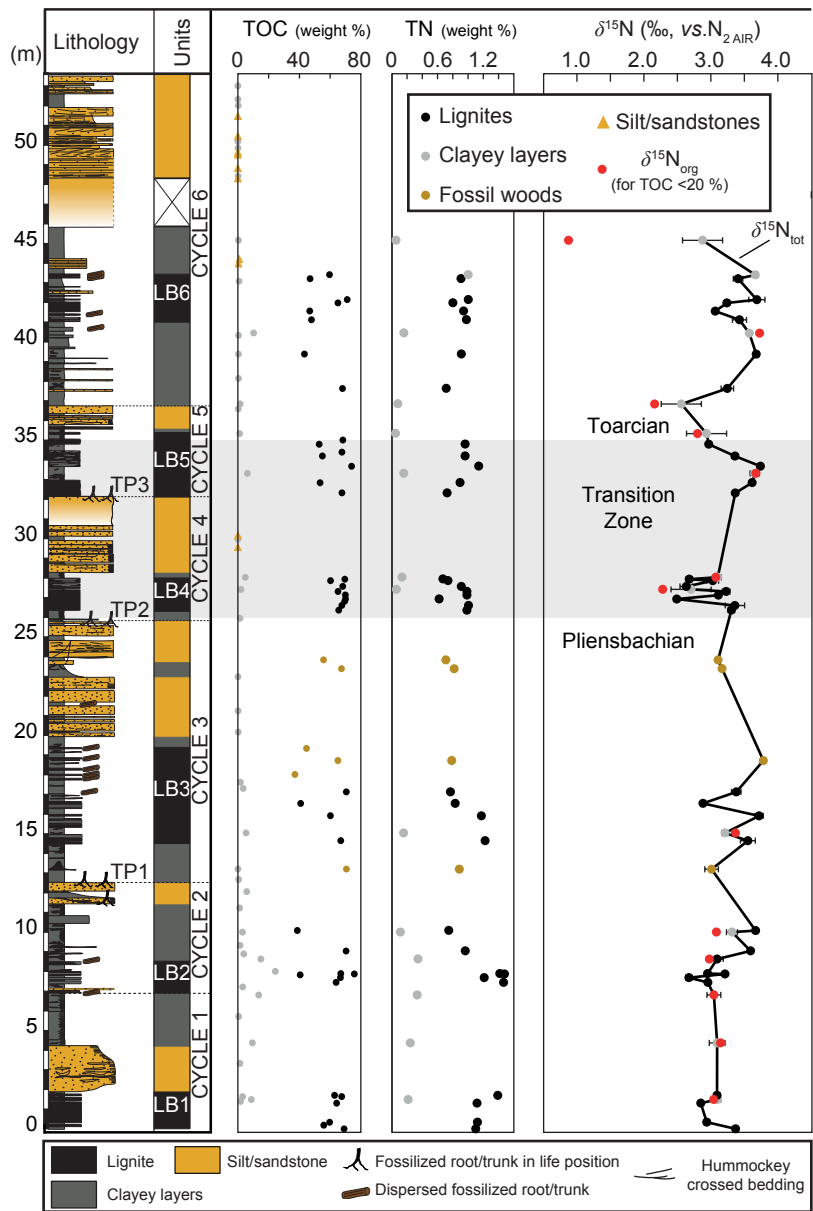 (m)
Lithology
Units
TOC (weight %)
TN (weight %)
δ15N (‰, vs.N2 AIR)
0 40 80
0 0.6 1.2
1.0 2.0 3.0 4.0
Lignites
Clayey layers
Fossil woods
Silt/sandstones
δ15Norg
(for TOC <20 %)
δ15Ntot
50
45
40
35
30
25
20
15
10
5
0
CYCLE 6
LB6
CYCLE 5
LB5
TP3
CYCLE 4
LB4
TP2
CYCLE 3
LB3
TP1
CYCLE 2
LB2
CYCLE 1
LB1
Toarcian
Transition
Zone
Pliensbachian
Lignite
Clayey layers
Silt/sandstone
Fossilized root/trunk in life position
Dispersed fossilized root/trunk
Hummockey
crossed bedding